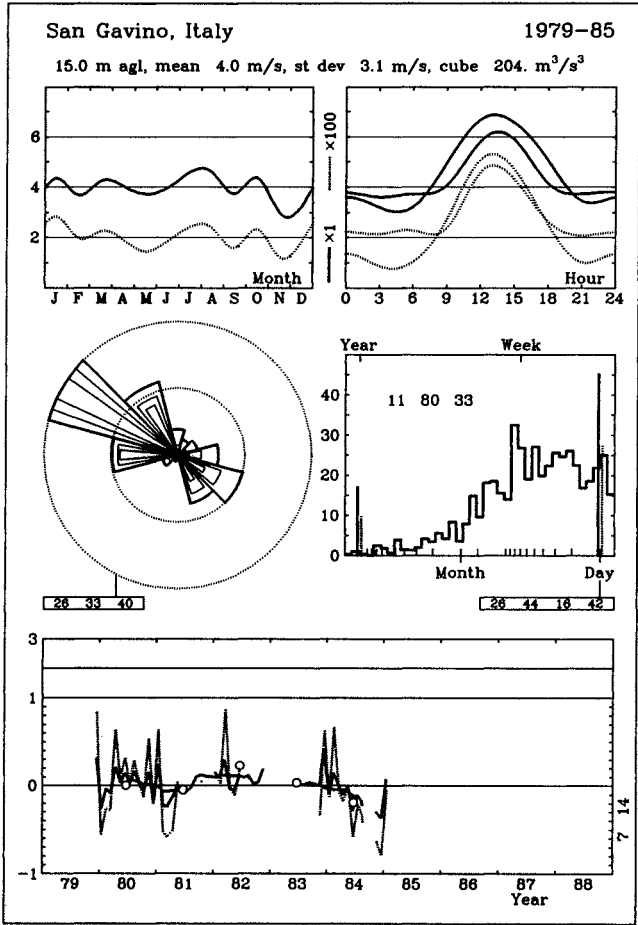 San Gavino, Italy 1979-85
15.0 m agl, mean 4.0 m/s, st dev 3.1 m/s, cube 204. m³/s³
6
4
2
J F M A M J J A S O N D
Month
×1 ×100
0 3 6 9 12 15 18 21 24
Hour
Year Week
40
30
20
10
0
11 80 33
Month Day
26 33 40
26 44 16 42
3
1
0
-1
79 80 81 82 83 84 85 86 87 88
Year
7 14